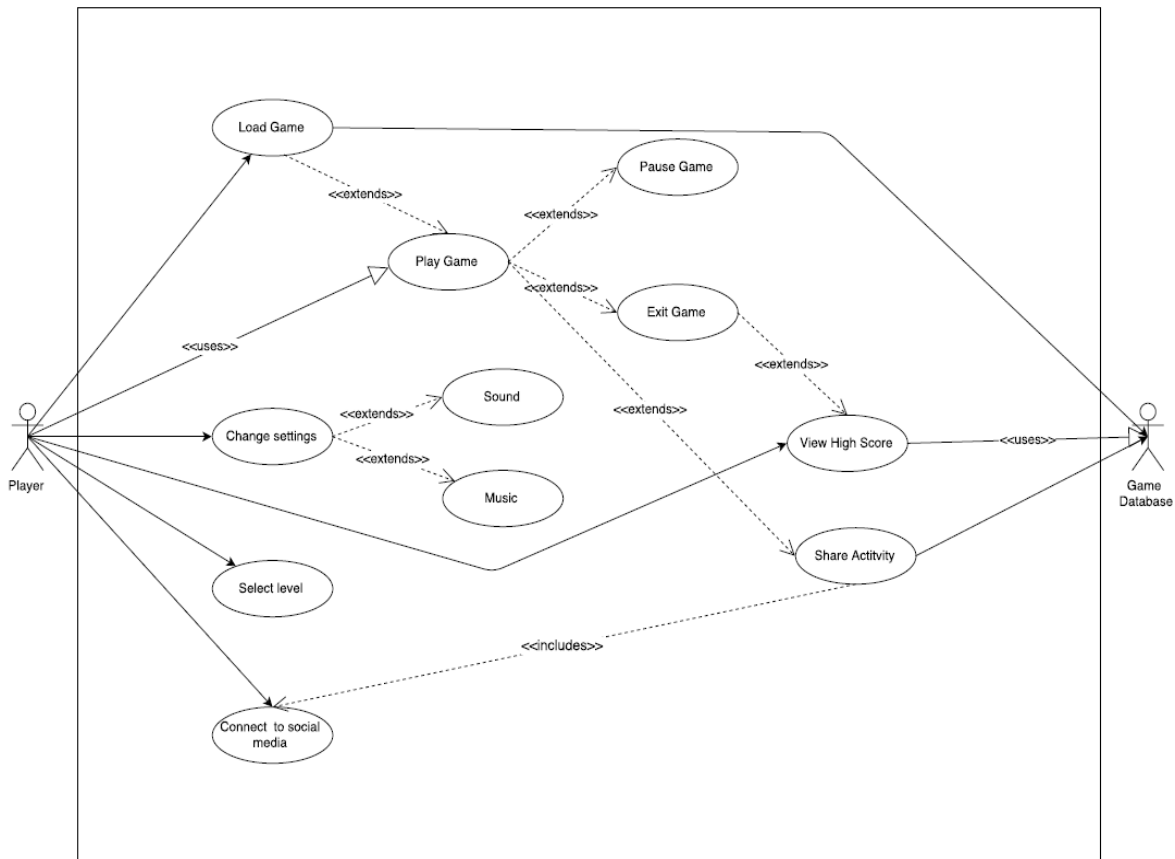 Load Game
Pause Game
<<extends>>
<<extends>>
Play Game
<<extends>>
Exit Game
<<uses>>
<<extends>>
Sound
<<extends>>
<<extends>>
Change settings
View High Score
<<uses>>
<<extends>>
Player
Music
Game
Database
Share Actitvity
Select level
<<includes>>
Connect to social
media